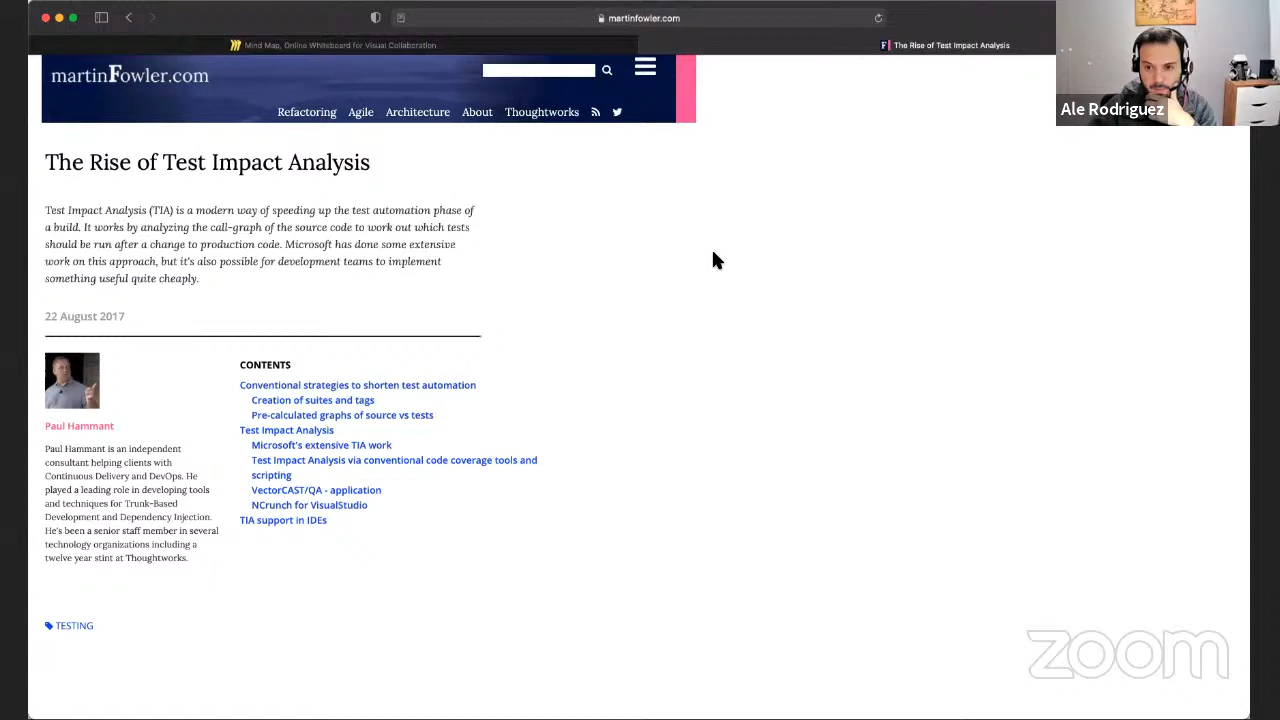 martinfowler.com
Mind Map, Online Whiteboard for Visual Collaboration
The Rise of Test Impact Analysis
martinFowler.com
Refactoring Agile Architecture About Thoughtworks
Ale Rodriguez
The Rise of Test Impact Analysis
Test Impact Analysis (TIA) is a modern way of speeding up the test automation phase of
a build. It works by analyzing the call-graph of the source code to work out which tests
should be run after a change to production code. Microsoft has done some extensive
work on this approach, but it's also possible for development teams to implement
something useful quite cheaply.
22 August 2017
Paul Hammant
Paul Hammant is an independent
consultant helping clients with
Continuous Delivery and DevOps. He
played a leading role in developing tools
and techniques for Trunk-Based
Development and Dependency Injection.
He's been a senior staff member in several
technology organizations including a
twelve year stint at Thoughtworks.
CONTENTS
Conventional strategies to shorten test automation
Creation of suites and tags
Pre-calculated graphs of source vs tests
Test Impact Analysis
Microsoft's extensive TIA work
Test Impact Analysis via conventional code coverage tools and
scripting
VectorCAST/QA - application
NCrunch for VisualStudio
TIA support in IDEs
TESTING
zoom